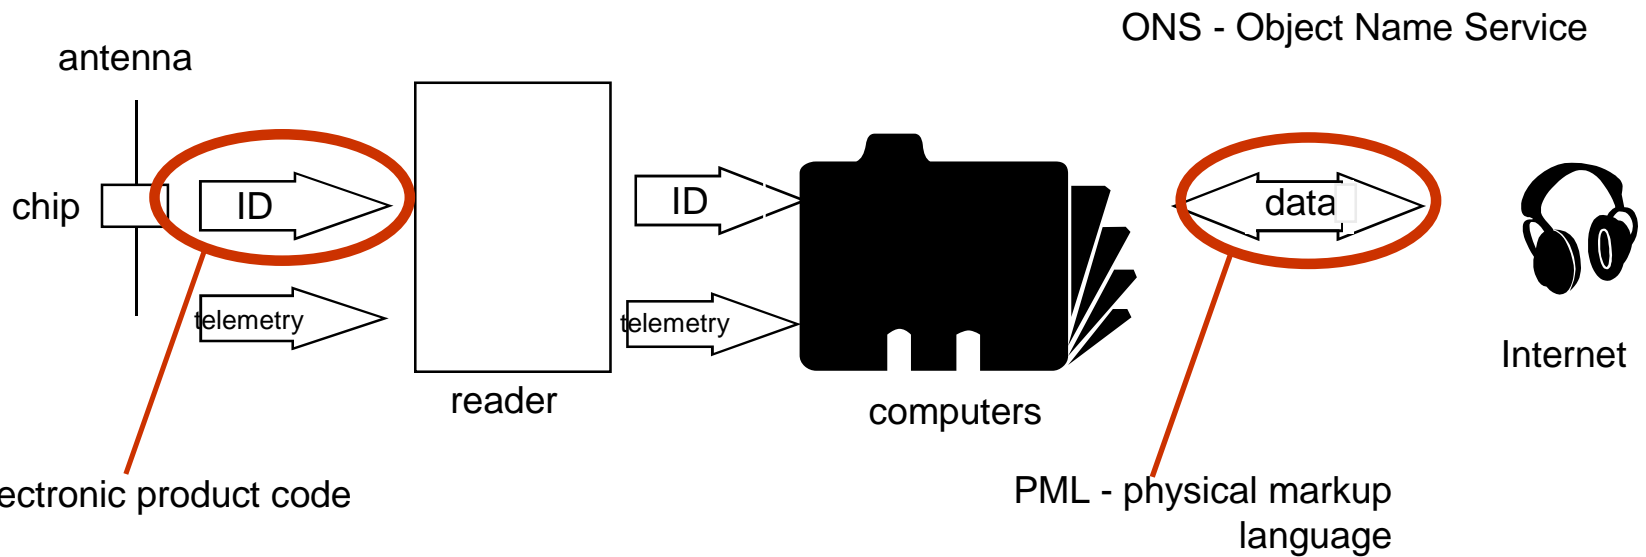 ONS - Object Name Service
antenna
chip
ID
ID
data
telemetry
telemetry
Internet
reader
computers
ectronic product code
PML - physical markup
language